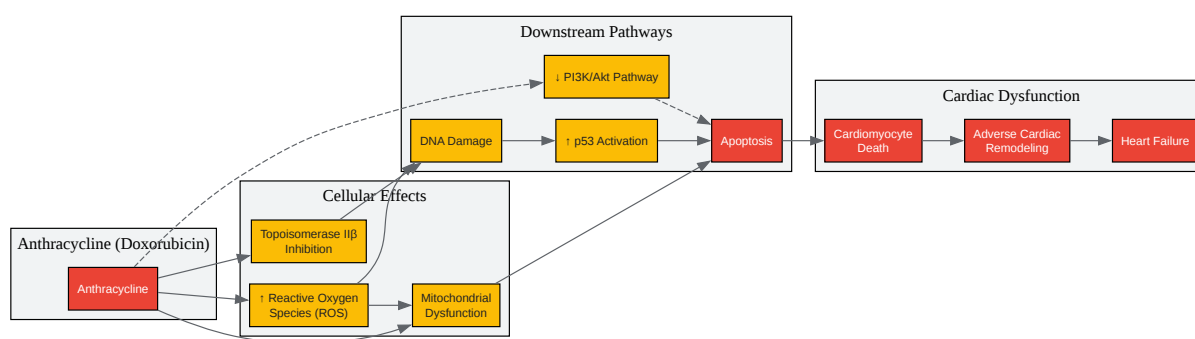 Downstream Pathways
↓ PI3K/Akt Pathway
DNA Damage
↑ p53 Activation
Apoptosis
Cardiac Dysfunction
Cardiomyocyte
Death
Adverse Cardiac
Remodeling
Heart Failure
Cellular Effects
Topoisomerase IIβ
Inhibition
↑ Reactive Oxygen
Species (ROS)
Mitochondrial
Dysfunction
Anthracycline (Doxorubicin)
Anthracycline